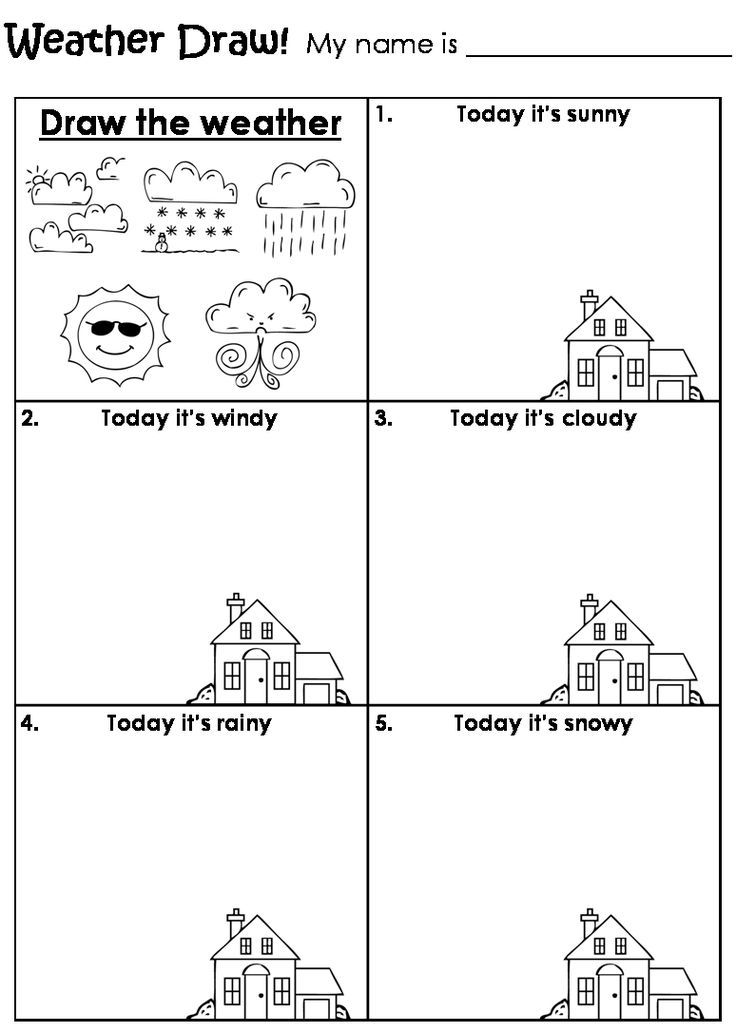 Weather Draw! My name is
Draw the weather
1. Today it's sunny
2. Today it's windy
3. Today it's cloudy
4. Today it's rainy
5. Today it's snowy